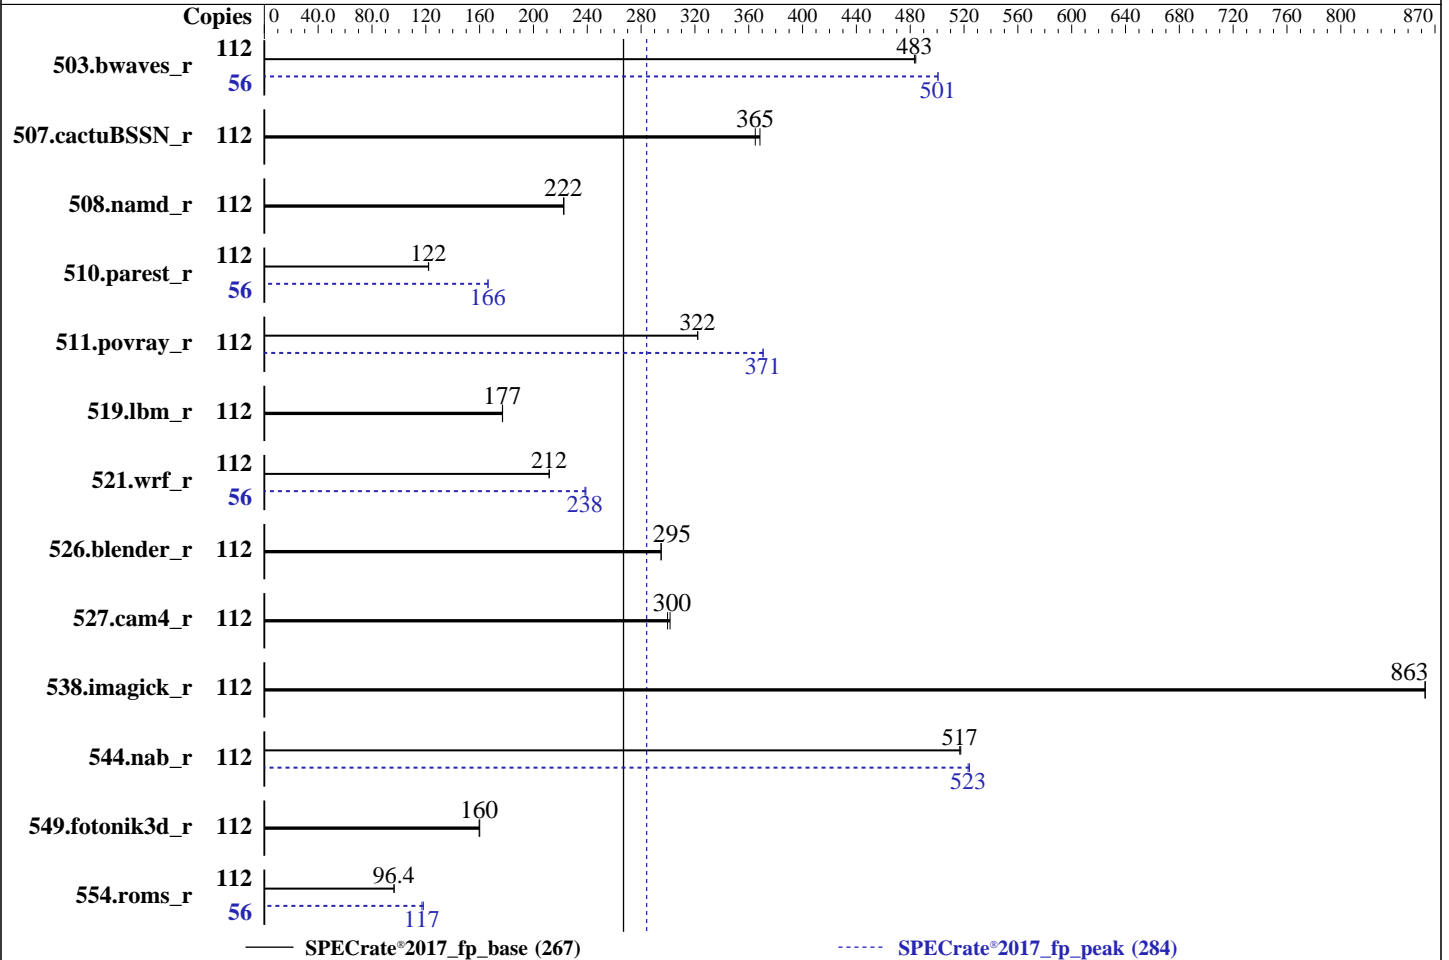 Copies 0 40.0 80.0 120 160 200 240 280 320 360 400 440 480 520 560 600 640 680 720 760 800 870
503.bwaves_r 112 483
56 501
507.cactuBSSN_r 112 365
508.namd_r 112 222
510.parest_r 112 122
56 166
511.povray_r 112 322
371
519.lbm_r 112 177
521.wrf_r 112 212
56 238
526.blender_r 112 295
527.cam4_r 112 300
538.imagick_r 112 863
544.nab_r 112 517
523
549.fotonik3d_r 112 160
554.roms_r 112 96.4
56 117
SPECrate®2017_fp_base (267) SPECrate®2017_fp_peak (284)